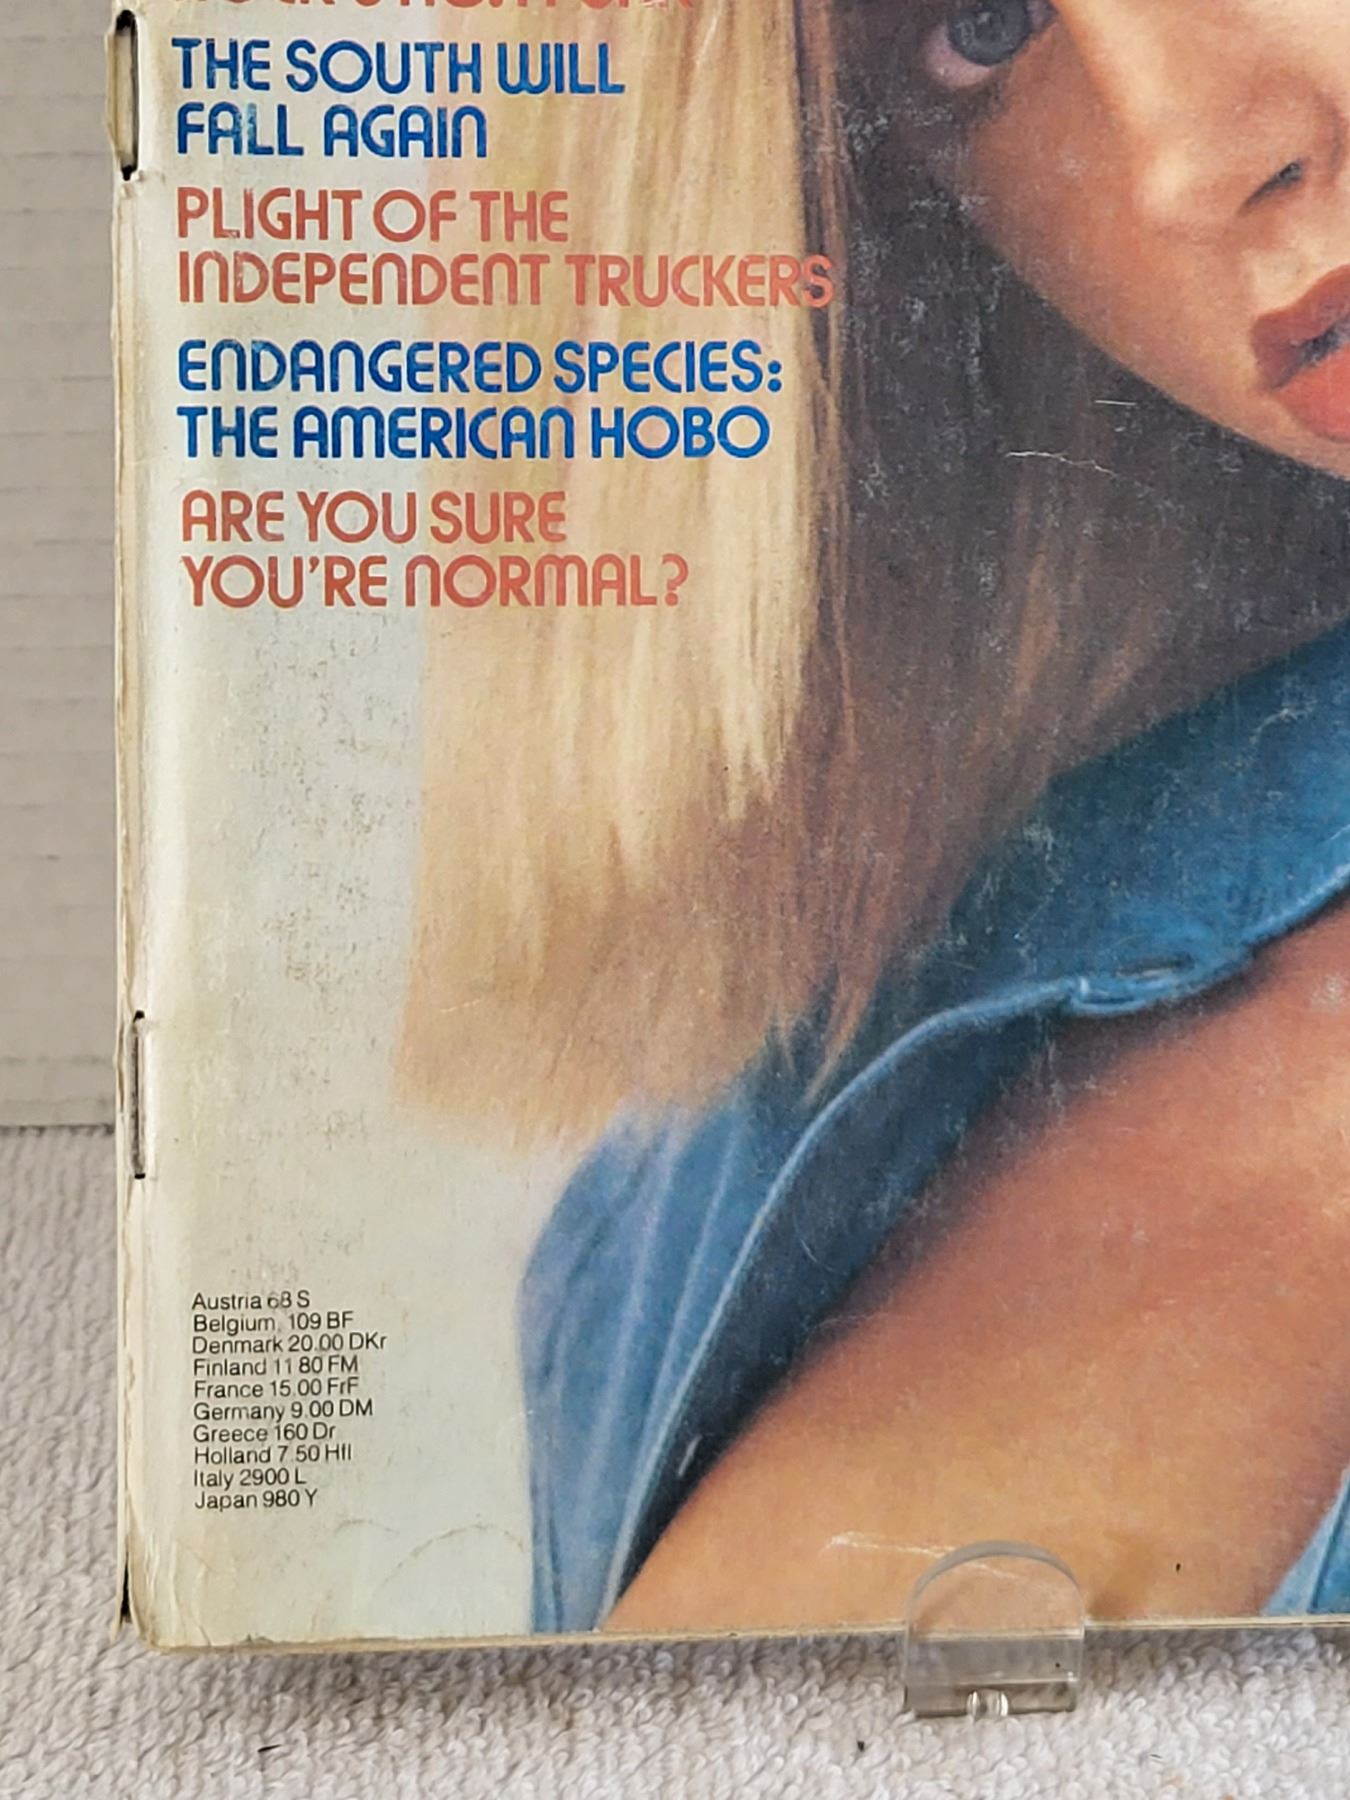 THE SOUTH WILL
FALL AGAIN
PLIGHT OF THE
INDEPENDENT TRUCKERS
ENDANGERED SPECIES:
THE AMERICAN HOBO
ARE YOU SURE
YOU'RE NORMAL?
Austria 68 S
Belgium 109 BF
Denmark 20.00 DKr
Finland 11 80 FM
France 15.00 FrF
Germany 9.00 DM
Greece 160 Dr
Holland 7 50 Hfl
Italy 2900 L
Japan 980 Y